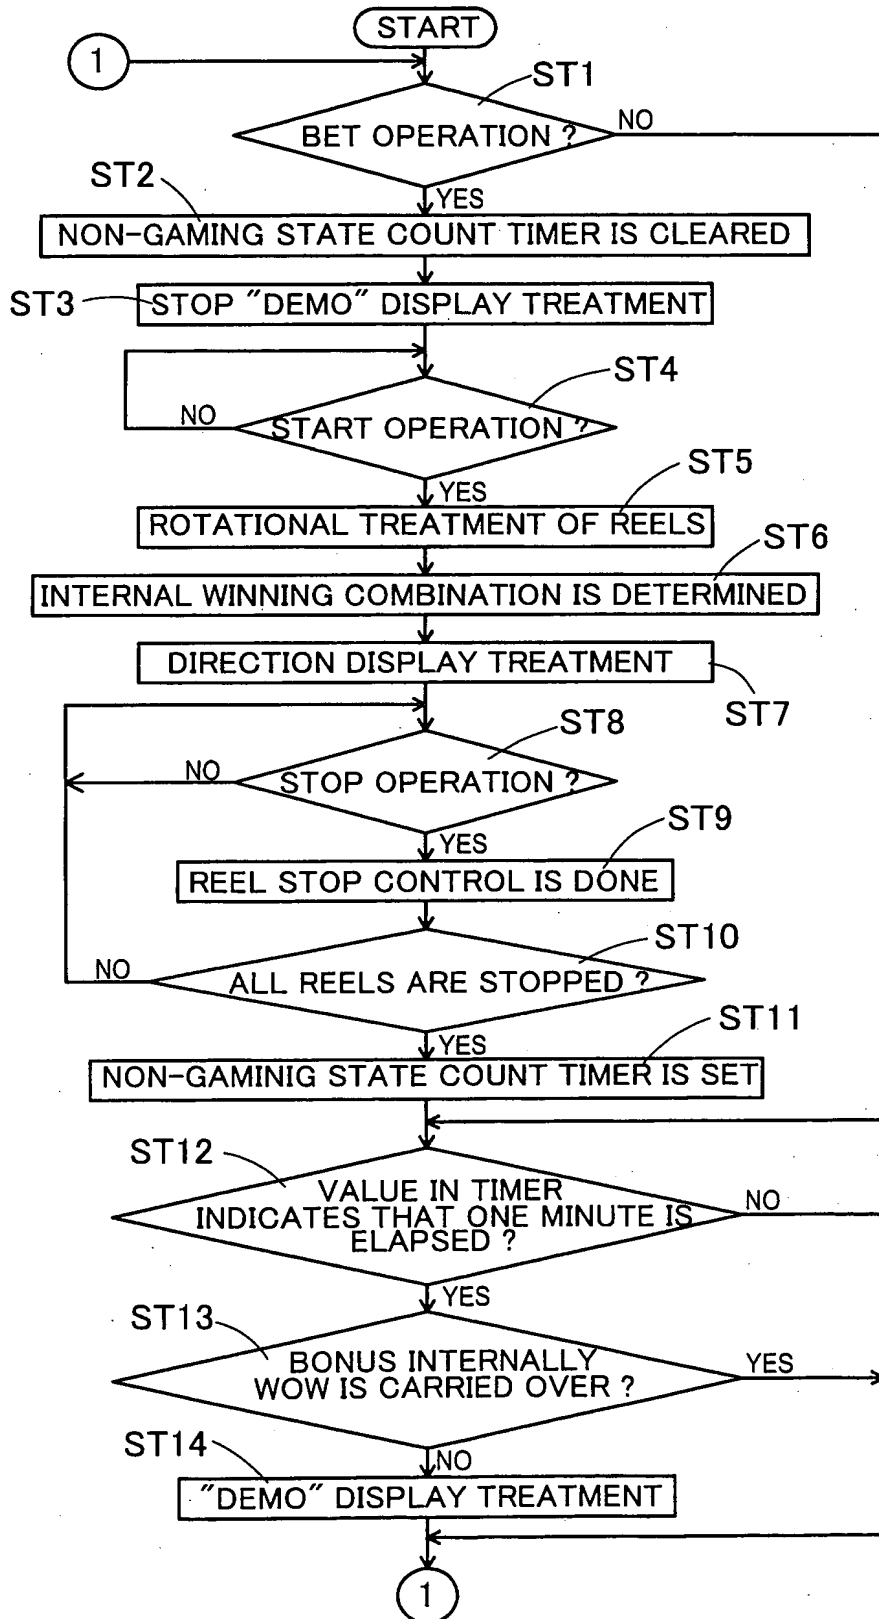 START
1
ST1
BET OPERATION ?
NO
YES
ST2
NON-GAMING STATE COUNT TIMER IS CLEARED
ST3
STOP "DEMO" DISPLAY TREATMENT
ST4
NO
START OPERATION ?
YES
ST5
ROTATIONAL TREATMENT OF REELS
ST6
INTERNAL WINNING COMBINATION IS DETERMINED
DIRECTION DISPLAY TREATMENT
ST7
ST8
NO
STOP OPERATION ?
YES
ST9
REEL STOP CONTROL IS DONE
ST10
NO
ALL REELS ARE STOPPED ?
YES
ST11
NON-GAMINIG STATE COUNT TIMER IS SET
ST12
VALUE IN TIMER
INDICATES THAT ONE MINUTE IS
ELAPSED ?
NO
YES
ST13
BONUS INTERNALLY
WOW IS CARRIED OVER ?
YES
ST14
NO
"DEMO" DISPLAY TREATMENT
1